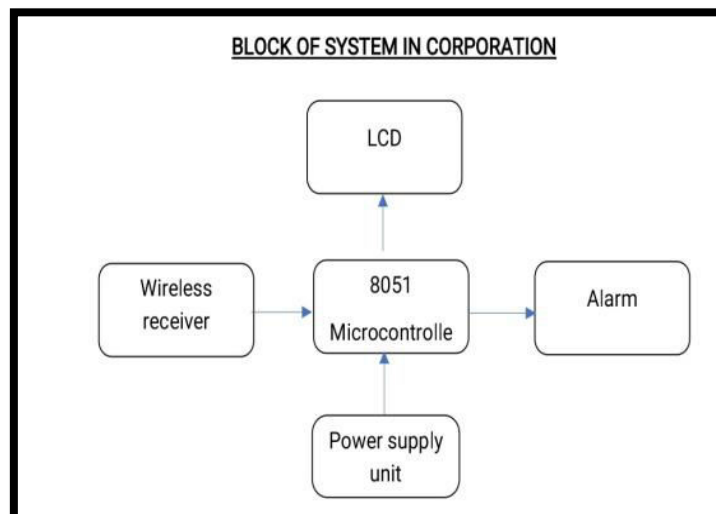 BLOCK OF SYSTEM IN CORPORATION
LCD
Wireless
receiver
8051
Microcontrolle
Alarm
Power supply
unit